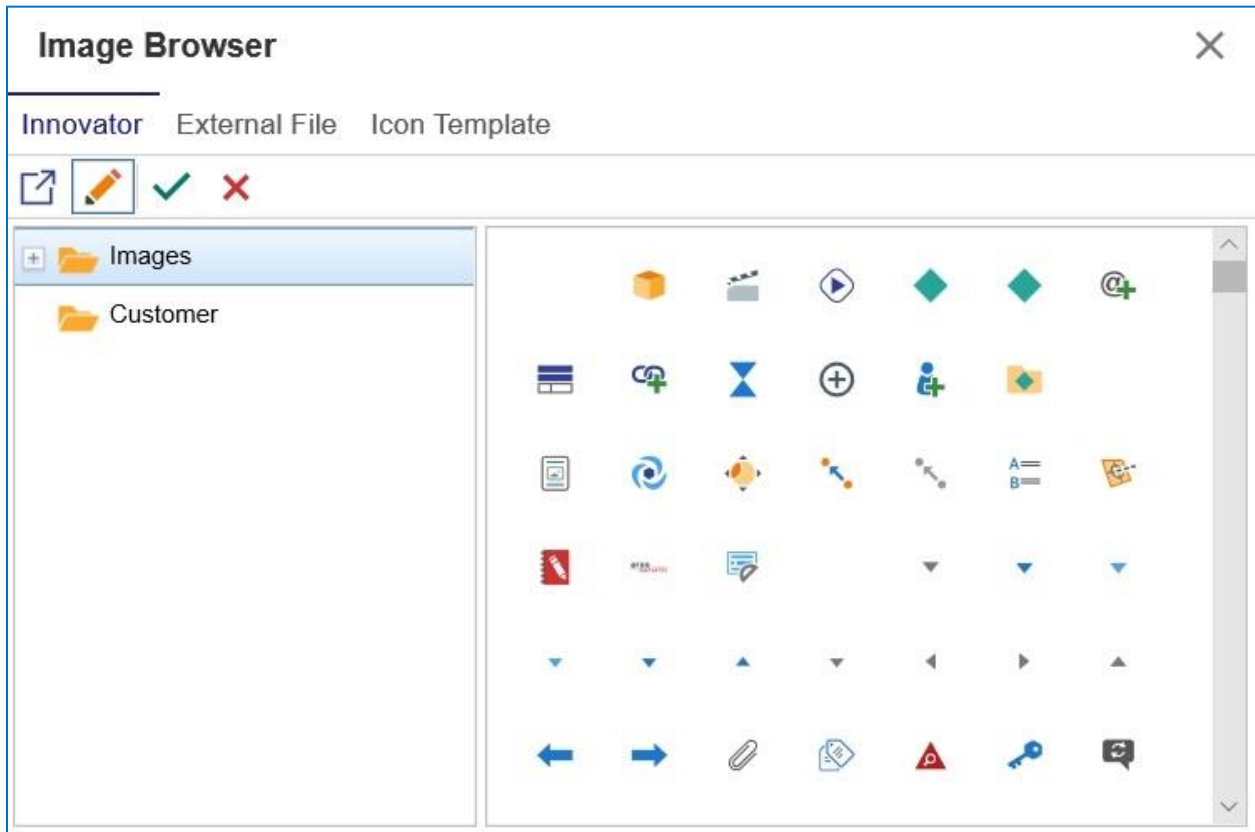 Image Browser
Innovator External File Icon Template
Images
Customer
A
B